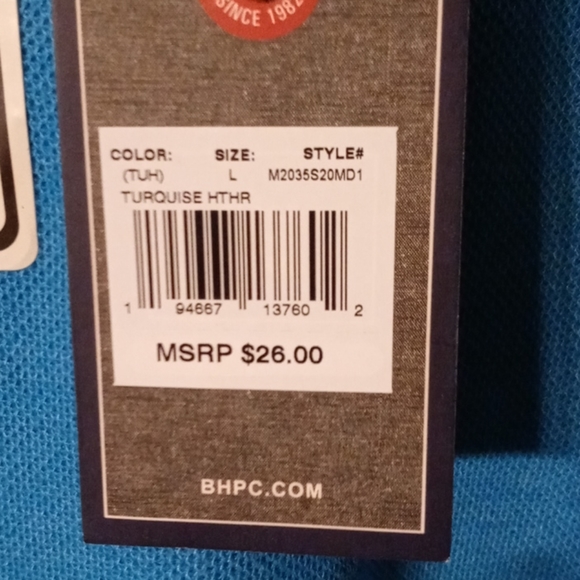 SINCE 1982
COLOR: SIZE: STYLE#
(TUH) L M2035S20MD1
TURQUISE HTHR
1 94667 13760 2
MSRP $26.00
BHPC.COM